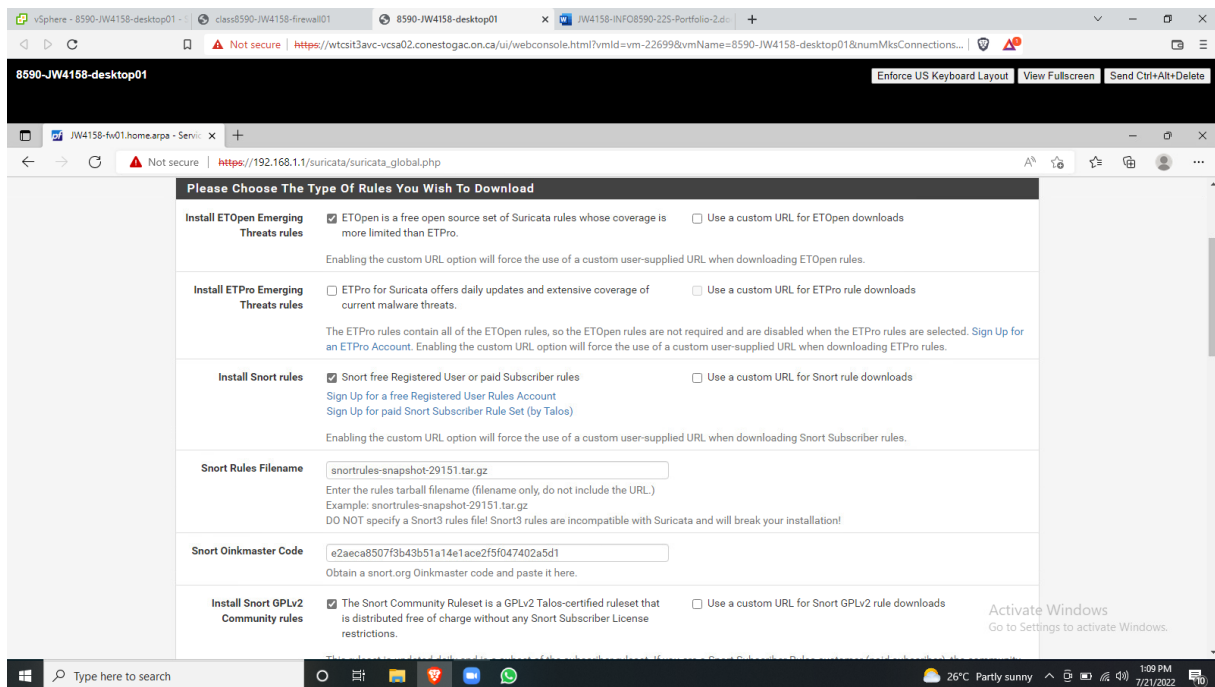 vSphere - 8590-JW4158-desktop01 -
class8590-JW4158-firewall01
8590-JW4158-desktop01
JW4158-INFO8590-22S-Portfolio-2.do
Not secure
https://wtcsit3avc-vcsa02.conestogac.on.ca/ui/webconsole.html?vmId=vm-22699&vmName=8590-JW4158-desktop01&numMksConnections...
8590-JW4158-desktop01
Enforce US Keyboard Layout
View Fullscreen
Send Ctrl+Alt+Delete
JW4158-fw01.home.arpa - Servic
Not secure
https://192.168.1.1/suricata/suricata_global.php
Please Choose The Type Of Rules You Wish To Download
Install ETOpen Emerging
Threats rules
ETOpen is a free open source set of Suricata rules whose coverage is
more limited than ETPro.
Use a custom URL for ETOpen downloads
Enabling the custom URL option will force the use of a custom user-supplied URL when downloading ETOpen rules.
Install ETPro Emerging
Threats rules
ETPro for Suricata offers daily updates and extensive coverage of
current malware threats.
Use a custom URL for ETPro rule downloads
The ETPro rules contain all of the ETOpen rules, so the ETOpen rules are not required and are disabled when the ETPro rules are selected. Sign Up for
an ETPro Account. Enabling the custom URL option will force the use of a custom user-supplied URL when downloading ETPro rules.
Install Snort rules
Snort free Registered User or paid Subscriber rules
Use a custom URL for Snort rule downloads
Sign Up for a free Registered User Rules Account
Sign Up for paid Snort Subscriber Rule Set (by Talos)
Enabling the custom URL option will force the use of a custom user-supplied URL when downloading Snort Subscriber rules.
Snort Rules Filename
snortrules-snapshot-29151.tar.gz
Enter the rules tarball filename (filename only, do not include the URL.)
Example: snortrules-snapshot-29151.tar.gz
DO NOT specify a Snort3 rules file! Snort3 rules are incompatible with Suricata and will break your installation!
Snort Oinkmaster Code
e2aeca8507f3b43b51a14e1ace2f5f047402a5d1
Obtain a snort.org Oinkmaster code and paste it here.
Install Snort GPLv2
Community rules
The Snort Community Ruleset is a GPLv2 Talos-certified ruleset that
is distributed free of charge without any Snort Subscriber License
restrictions.
Use a custom URL for Snort GPLv2 rule downloads
Activate Windows
Go to Settings to activate Windows.
Type here to search
26°C Partly sunny
1:09 PM
7/21/2022